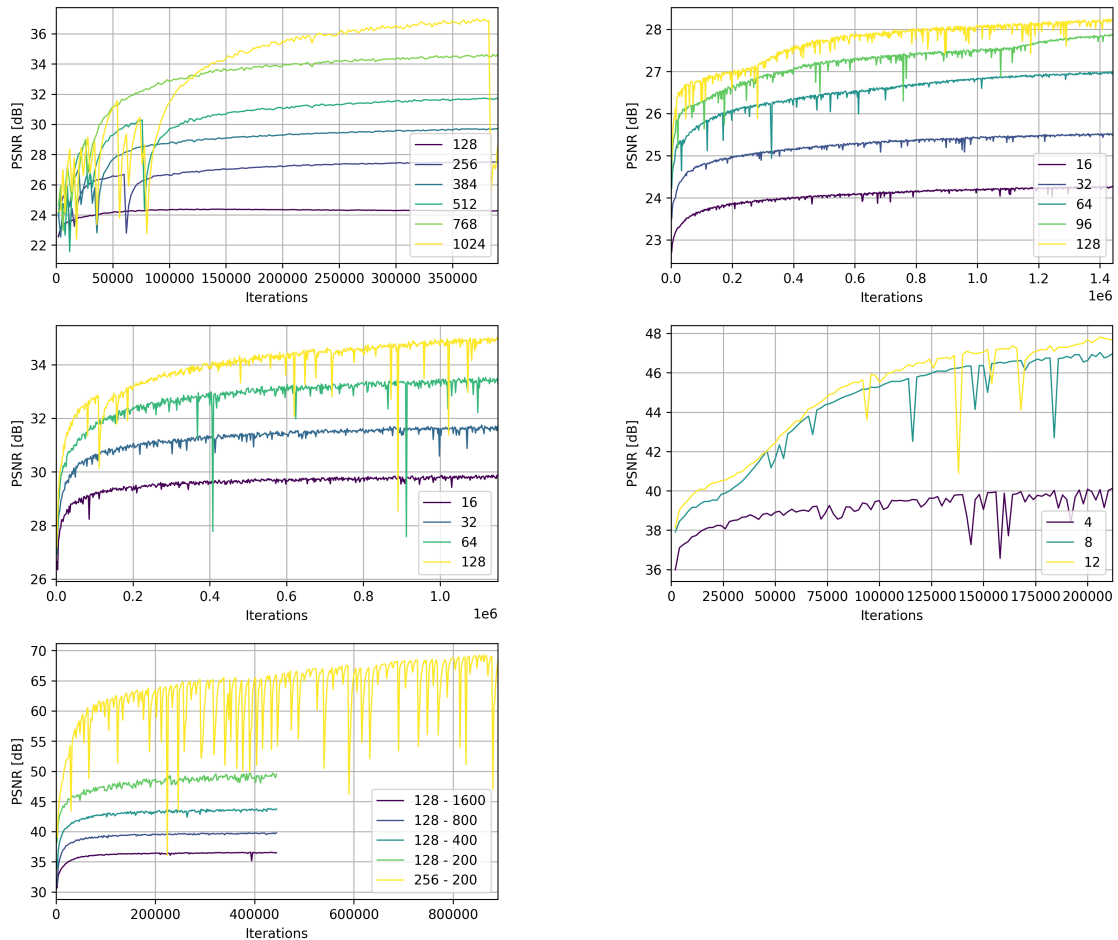 36
34
32
30
28
26
24
22
PSNR [dB]
0 50000 100000 150000 200000 250000 300000 350000
Iterations
128
256
384
512
768
1024
28
27
26
25
24
23
PSNR [dB]
0.0 0.2 0.4 0.6 0.8 1.0 1.2 1.4
Iterations
1e6
16
32
64
96
128
34
32
30
28
26
PSNR [dB]
0.0 0.2 0.4 0.6 0.8 1.0
Iterations
1e6
16
32
64
128
48
46
44
42
40
38
36
PSNR [dB]
0 25000 50000 75000 100000 125000 150000 175000 200000
Iterations
4
8
12
70
65
60
55
50
45
40
35
30
PSNR [dB]
0 200000 400000 600000 800000
Iterations
128 - 1600
128 - 800
128 - 400
128 - 200
256 - 200